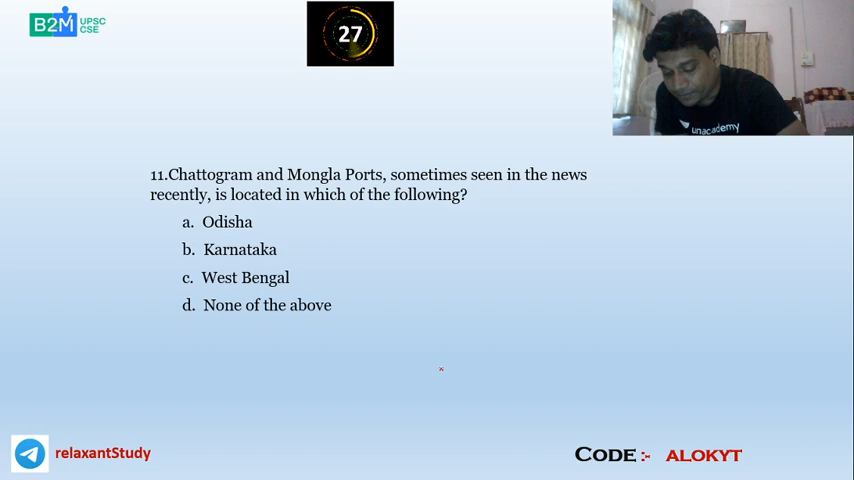 B2M UPSC
CSE
27
unacademy
11.Chattogram and Mongla Ports, sometimes seen in the news
recently, is located in which of the following?
a. Odisha
b. Karnataka
c. West Bengal
d. None of the above
relaxantStudy
CODE :- ALOKYT